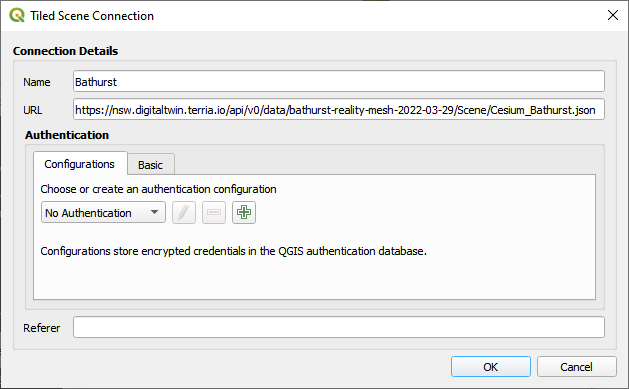 Tiled Scene Connection
Connection Details
Name Bathurst
URL https://nsw.digitaltwin.terria.io/api/v0/data/bathurst-reality-mesh-2022-03-29/Scene/Cesium_Bathurst.json
Authentication
Configurations Basic
Choose or create an authentication configuration
No Authentication
Configurations store encrypted credentials in the QGIS authentication database.
Referer
OK Cancel